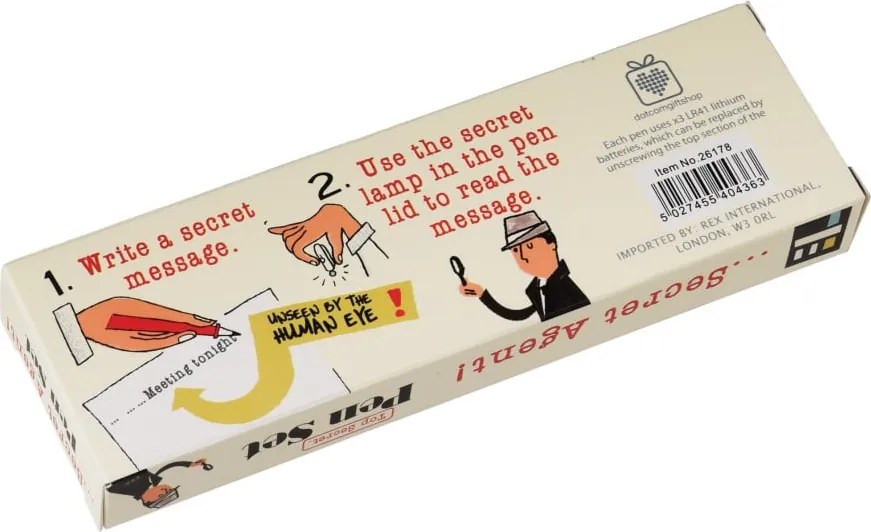 1. Write a secret
message.
2. Use the secret
lamp in the pen
lid to read the
message.
UNSEEN BY THE
HUMAN EYE!
... ... ... Meeting tonight
dotcomgiftshop
Each pen uses x3 LR41 lithium
batteries, which can be replaced by
unscrewing the top section of the
Item No.26178
5 027455 404363
IMPORTED BY: REX INTERNATIONAL.
LONDON, W3 0RL
...Secret Agent!
Top Secret
Pen Set